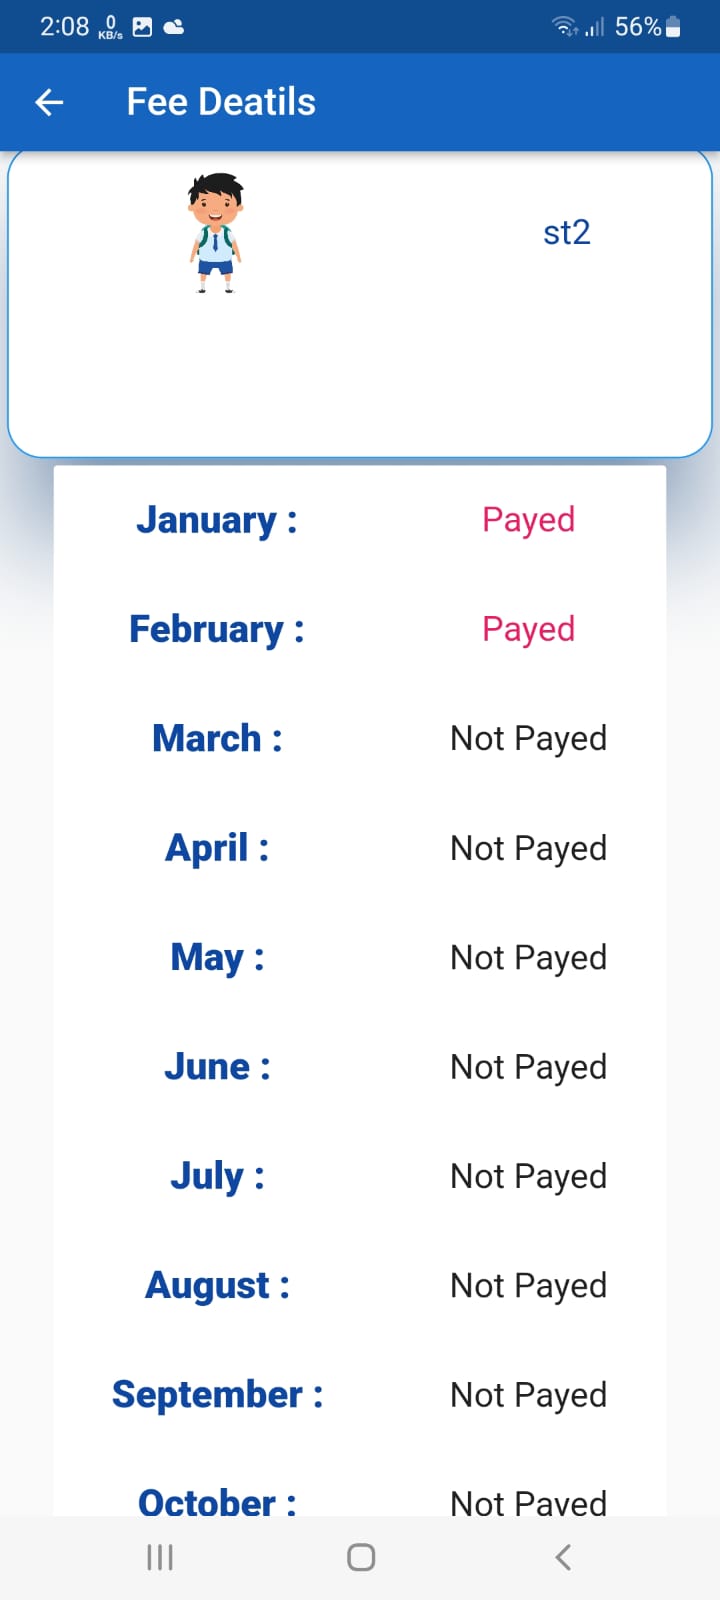 2:08 0 KB/s 56%
Fee Deatils
st2
January : Payed
February : Payed
March : Not Payed
April : Not Payed
May : Not Payed
June : Not Payed
July : Not Payed
August : Not Payed
September : Not Payed
October : Not Payed